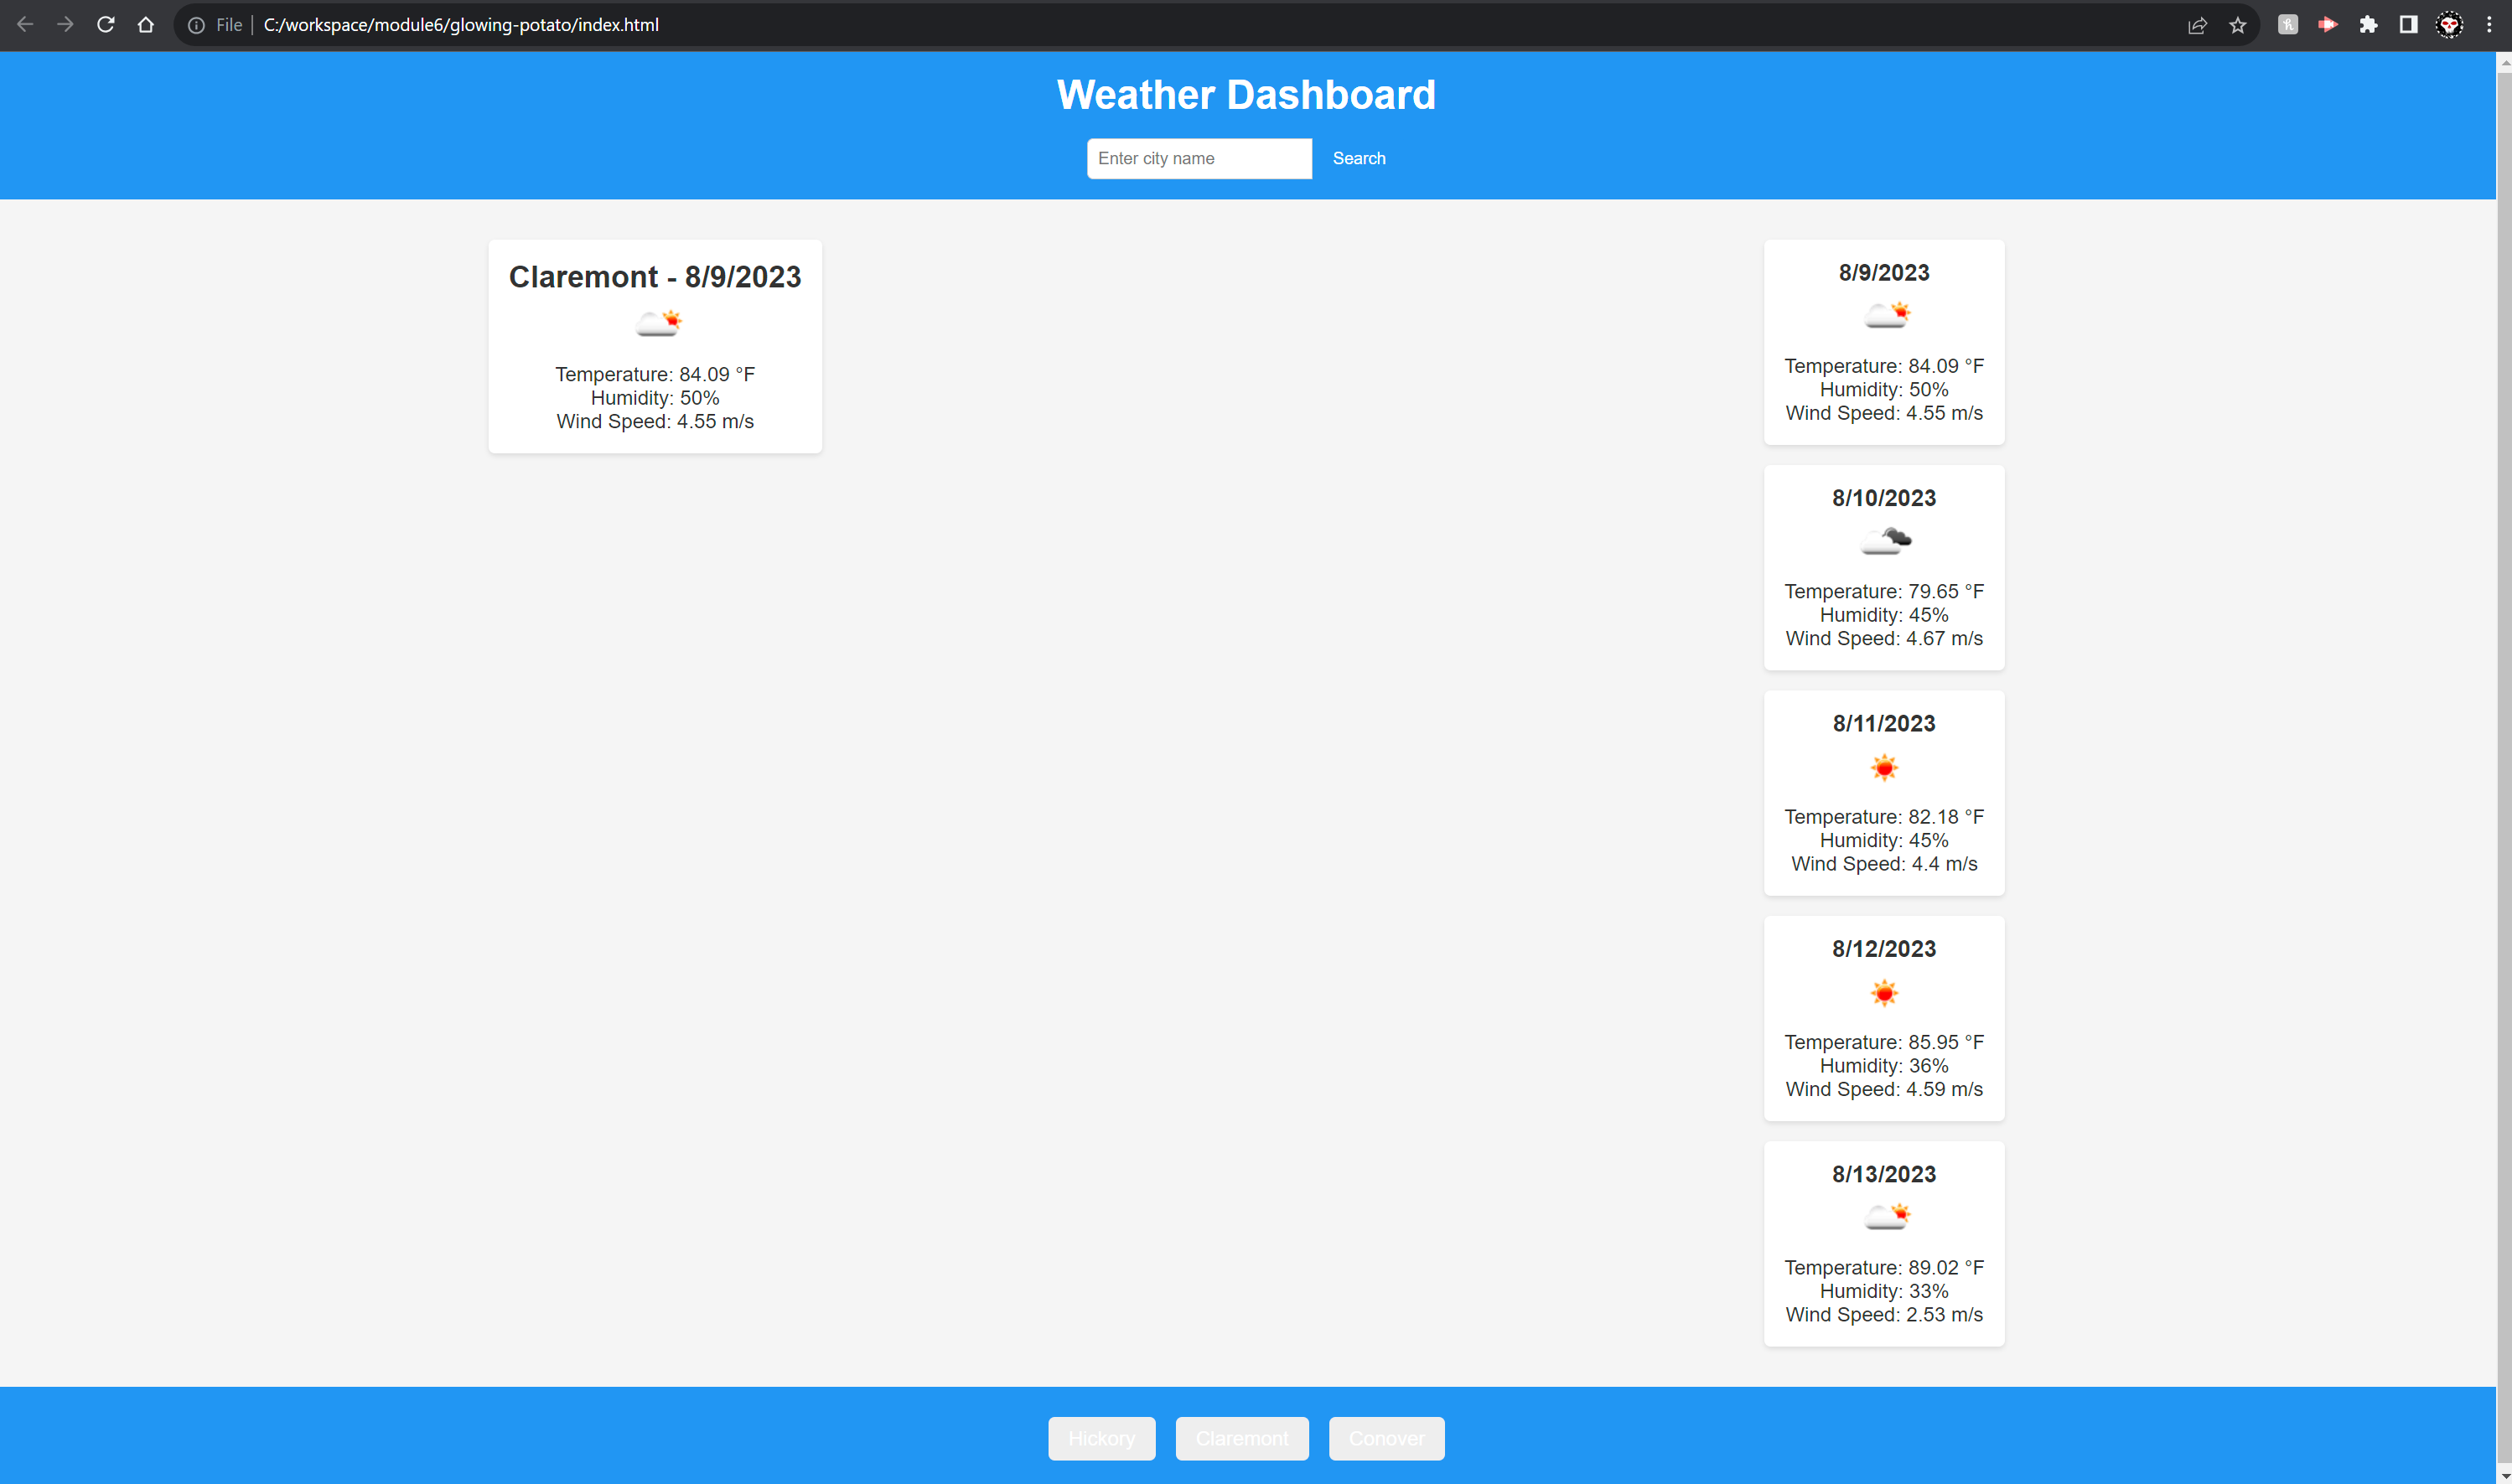 File
C:/workspace/module6/glowing-potato/index.html
Weather Dashboard
Enter city name
Search
Claremont - 8/9/2023
Temperature: 84.09 °F
Humidity: 50%
Wind Speed: 4.55 m/s
8/9/2023
Temperature: 84.09 °F
Humidity: 50%
Wind Speed: 4.55 m/s
8/10/2023
Temperature: 79.65 °F
Humidity: 45%
Wind Speed: 4.67 m/s
8/11/2023
Temperature: 82.18 °F
Humidity: 45%
Wind Speed: 4.4 m/s
8/12/2023
Temperature: 85.95 °F
Humidity: 36%
Wind Speed: 4.59 m/s
8/13/2023
Temperature: 89.02 °F
Humidity: 33%
Wind Speed: 2.53 m/s
Hickory
Claremont
Conover